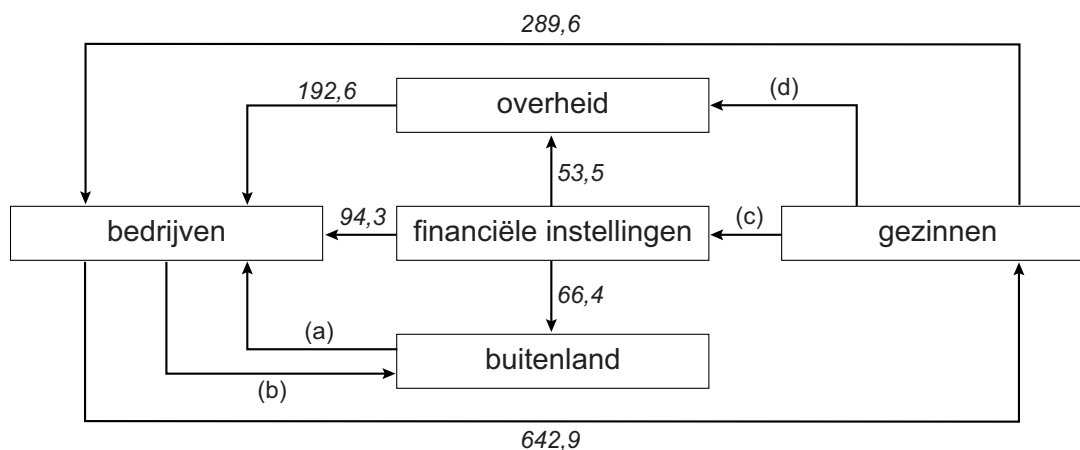 289,6
192,6
overheid
(d)
53,5
bedrijven
94,3
financiële instellingen
(c)
gezinnen
66,4
(a)
buitenland
(b)
642,9